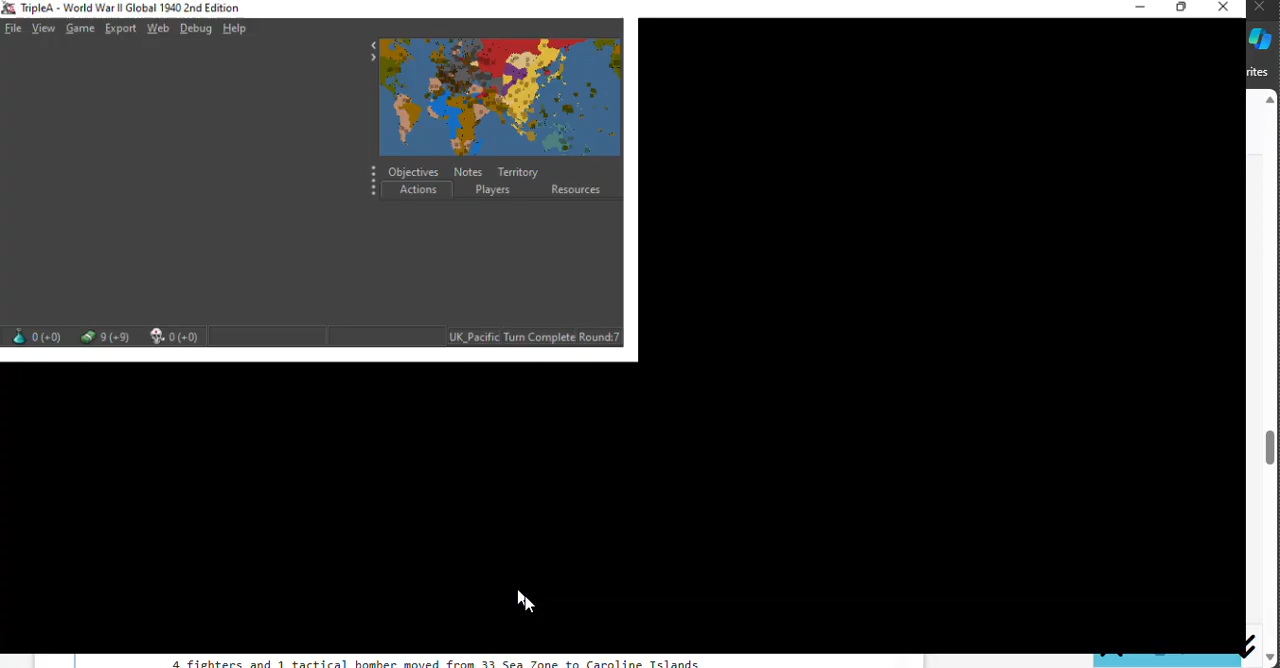 TripleA - World War II Global 1940 2nd Edition
File View Game Export Web Debug Help
rites
Objectives Notes Territory
Actions Players Resources
0 (+0) 9 (+9) 0 (+0) UK_Pacific Turn Complete Round:7
4 fighters and 1 tactical bomber moved from 33 Sea Zone to Caroline Islands